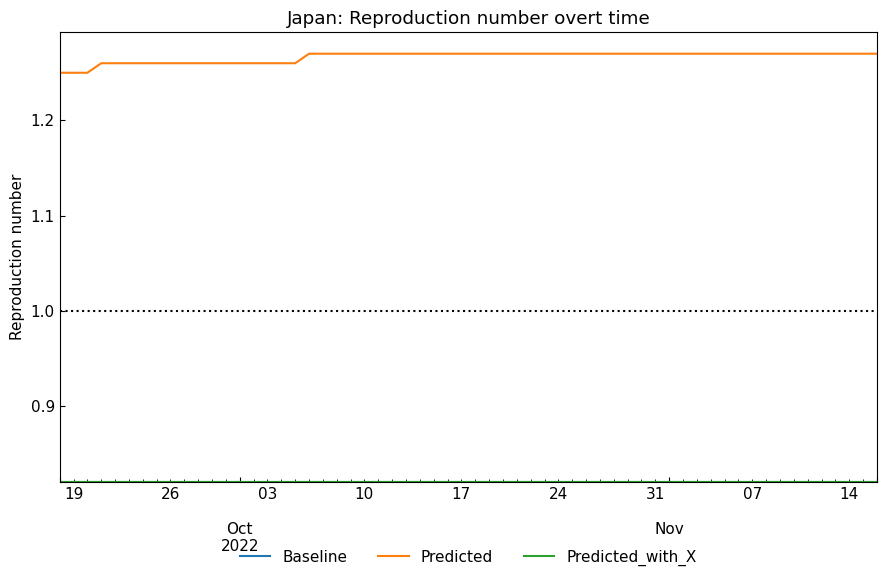 Japan: Reproduction number overt time
Reproduction number
1.2
1.1
1.0
0.9
19 26 03 10 17 24 31 07 14
Oct Nov
2022
Baseline Predicted Predicted_with_X